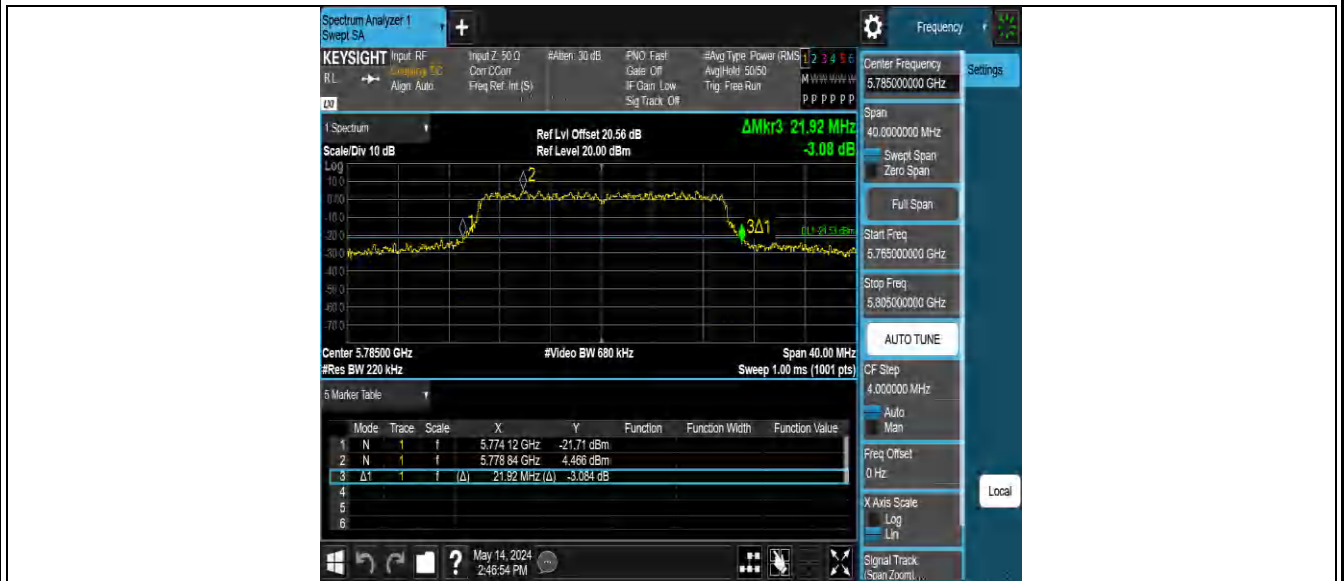 Spectrum Analyzer 1
Swept SA
+
Frequency
KEYSIGHT Input: RF Input Z: 50 Ω #Atten: 30 dB PNO: Fast #Avg Type: Power (RMS 1 2 3 4 5 6
RL Coupling: DC Corr CCorr Gate: Off Avg|Hold: 50/50 M W W W W W
Align: Auto Freq Ref: Int (S) IF Gain: Low Trig: Free Run
LXI Sig Track: Off P P P P P P
1 Spectrum
Ref Lvl Offset 20.56 dB
ΔMkr3 21.92 MHz
Scale/Div 10 dB
Ref Level 20.00 dBm
-3.08 dB
Log
10.0
0.00
-10.0
-20.0
-30.0
-40.0
-50.0
-60.0
-70.0
2
1
3Δ1
DL1 -21.53 dBm
Center 5.78500 GHz #Video BW 680 kHz Span 40.00 MHz
#Res BW 220 kHz Sweep 1.00 ms (1001 pts)
5 Marker Table
Mode Trace Scale X Y Function Function Width Function Value
1 N 1 f 5.774 12 GHz -21.71 dBm
2 N 1 f 5.778 84 GHz 4.466 dBm
3 Δ1 1 f (Δ) 21.92 MHz (Δ) -3.084 dB
4
5
6
?
May 14, 2024
2:46:54 PM
Center Frequency
5.785000000 GHz
Settings
Span
40.0000000 MHz
Swept Span
Zero Span
Full Span
Start Freq
5.765000000 GHz
Stop Freq
5.805000000 GHz
AUTO TUNE
CF Step
4.000000 MHz
Auto
Man
Freq Offset
0 Hz
X Axis Scale
Log
Lin
Local
Signal Track
(Span Zoom)